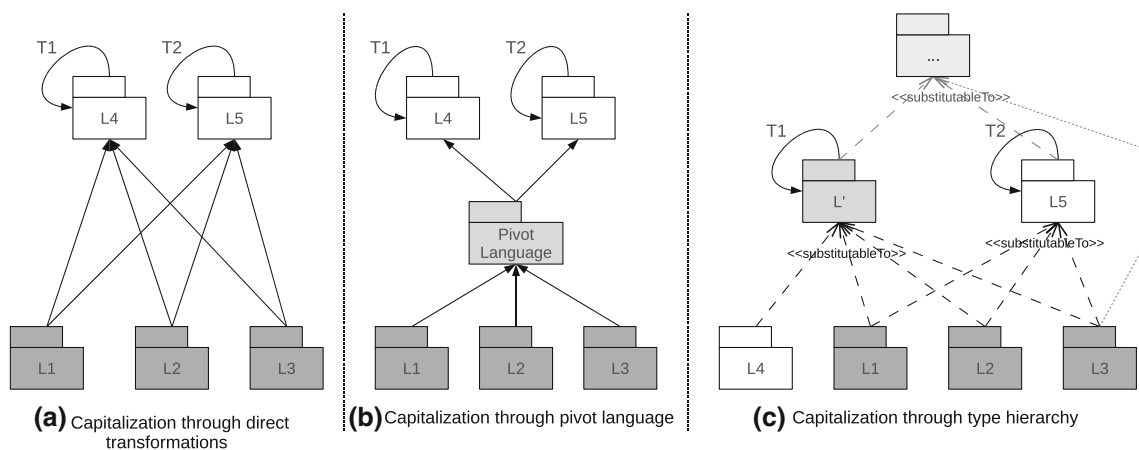 T1
T2
L4
L5
L1
L2
L3
(a) Capitalization through direct
transformations
T1
T2
L4
L5
Pivot
Language
L1
L2
L3
(b) Capitalization through pivot language
...
<<substitutableTo>>
T1
T2
L'
L5
<<substitutableTo>>
<<substitutableTo>>
L4
L1
L2
L3
(c) Capitalization through type hierarchy